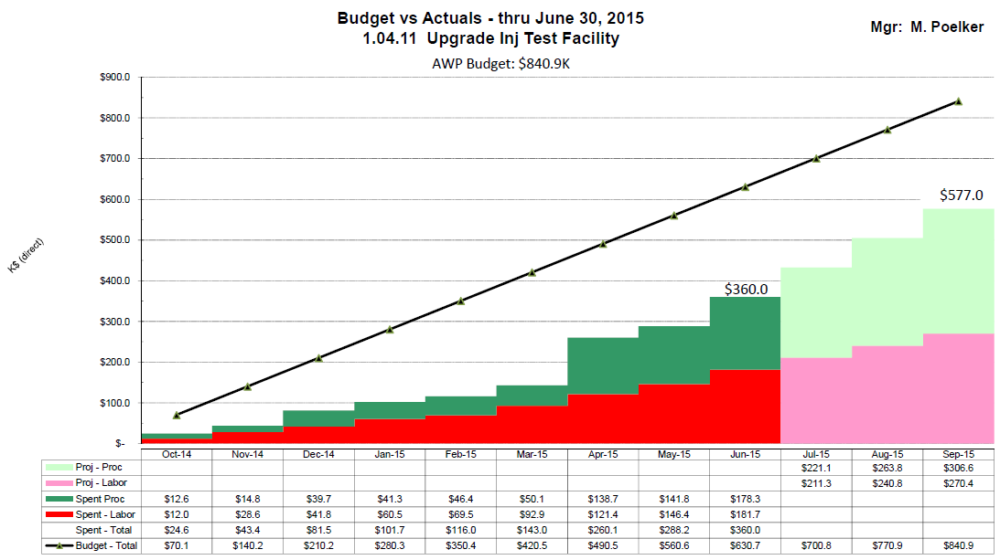 Budget vs Actuals - thru June 30, 2015
1.04.11 Upgrade Inj Test Facility
Mgr: M. Poelker
AWP Budget: $840.9K
$900.0
$800.0
$700.0
$600.0
$500.0
$400.0
$300.0
$200.0
$100.0
$-
K$ (direct)
$577.0
$360.0
Oct-14 Nov-14 Dec-14 Jan-15 Feb-15 Mar-15 Apr-15 May-15 Jun-15 Jul-15 Aug-15 Sep-15
Proj - Proc $221.1 $263.8 $306.6
Proj - Labor $211.3 $240.8 $270.4
Spent Proc $12.6 $14.8 $39.7 $41.3 $46.4 $50.1 $138.7 $141.8 $178.3
Spent - Labor $12.0 $28.6 $41.8 $60.5 $69.5 $92.9 $121.4 $146.4 $181.7
Spent - Total $24.6 $43.4 $81.5 $101.7 $116.0 $143.0 $260.1 $288.2 $360.0
Budget - Total $70.1 $140.2 $210.2 $280.3 $350.4 $420.5 $490.5 $560.6 $630.7 $700.8 $770.9 $840.9